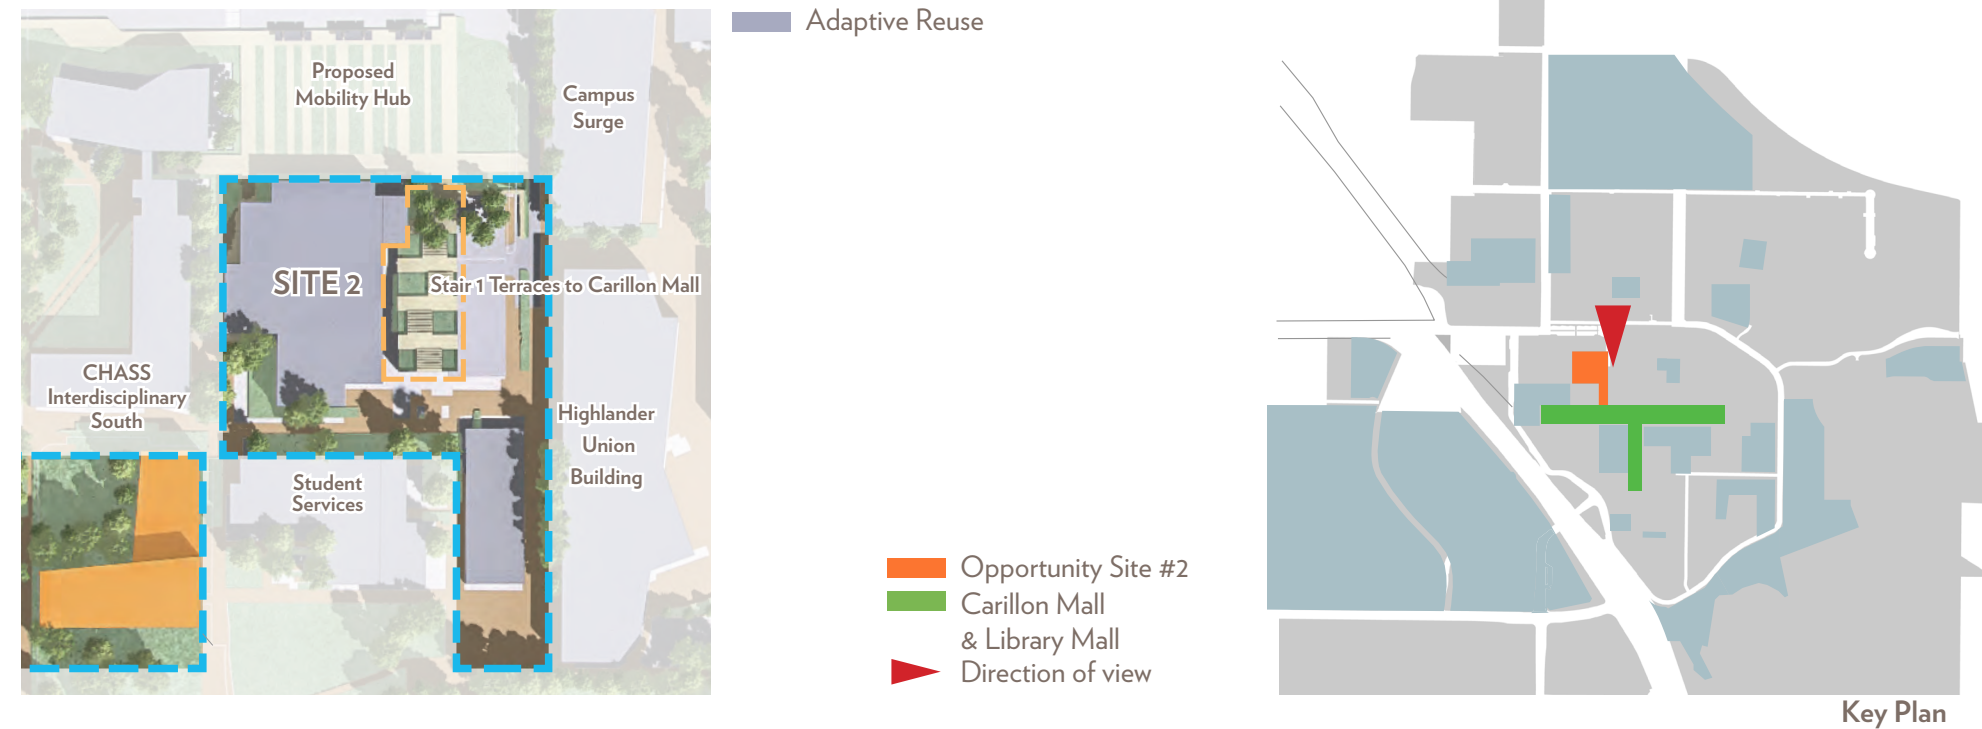 Adaptive Reuse
Proposed
Mobility Hub
Campus
Surge
SITE 2
Stair 1 Terraces to Carillon Mall
CHASS
Interdisciplinary
South
Highlander
Union
Building
Student
Services
Opportunity Site #2
Carillon Mall
& Library Mall
Direction of view
Key Plan